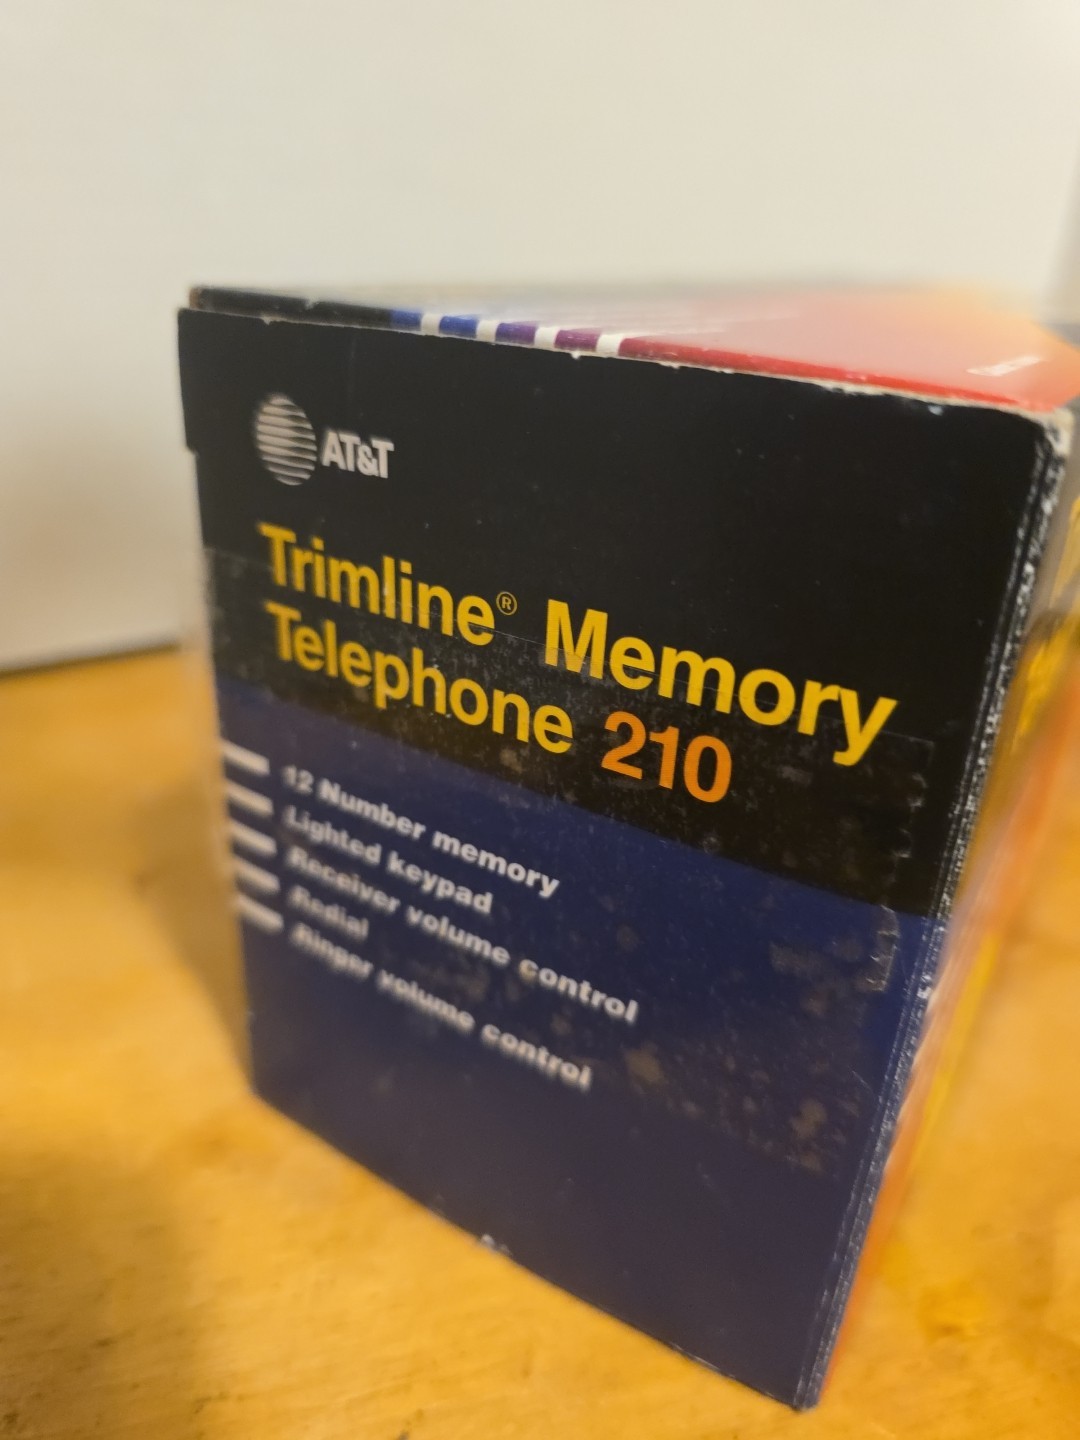 AT&T
Trimline® Memory
Telephone 210
12 Number memory
Lighted keypad
Receiver volume control
Redial
Ringer volume control